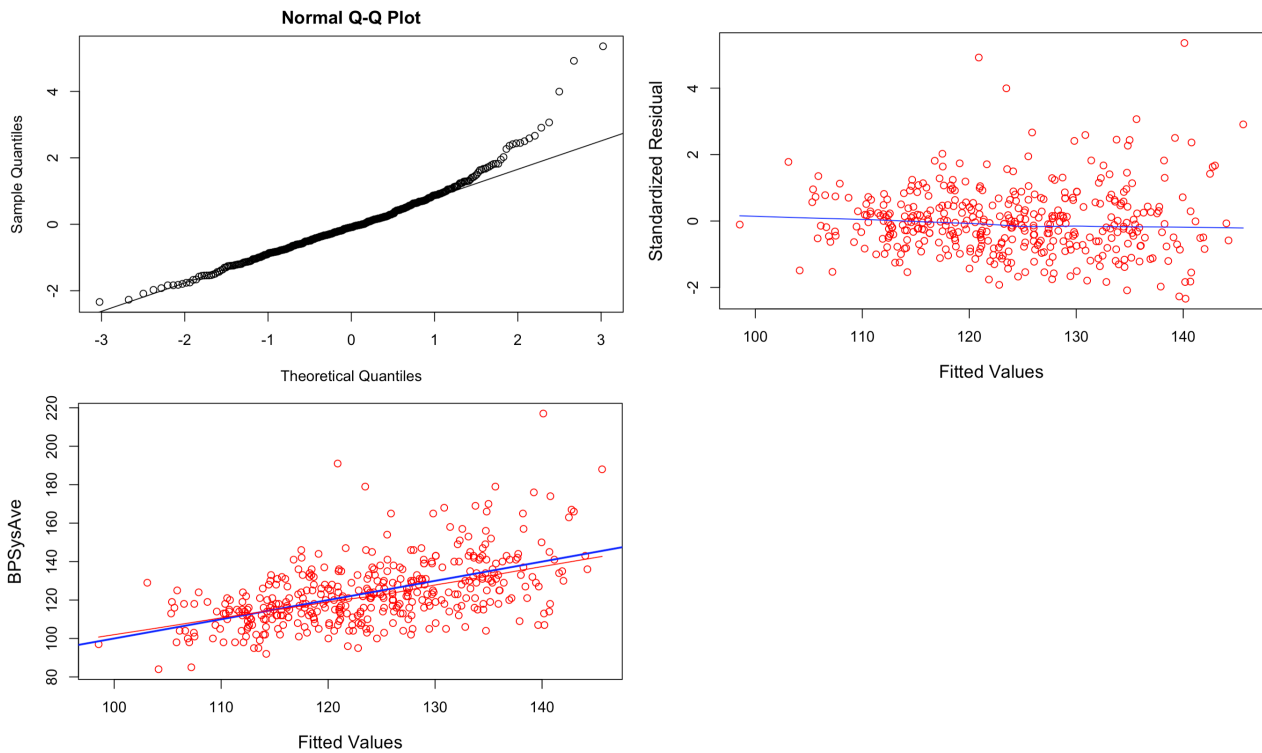 Normal Q-Q Plot
Sample Quantiles
4
2
0
-2
-3 -2 -1 0 1 2 3
Theoretical Quantiles
Standardized Residual
4
2
0
-2
100 110 120 130 140
Fitted Values
BPSysAve
220
200
180
160
140
120
100
80
100 110 120 130 140
Fitted Values